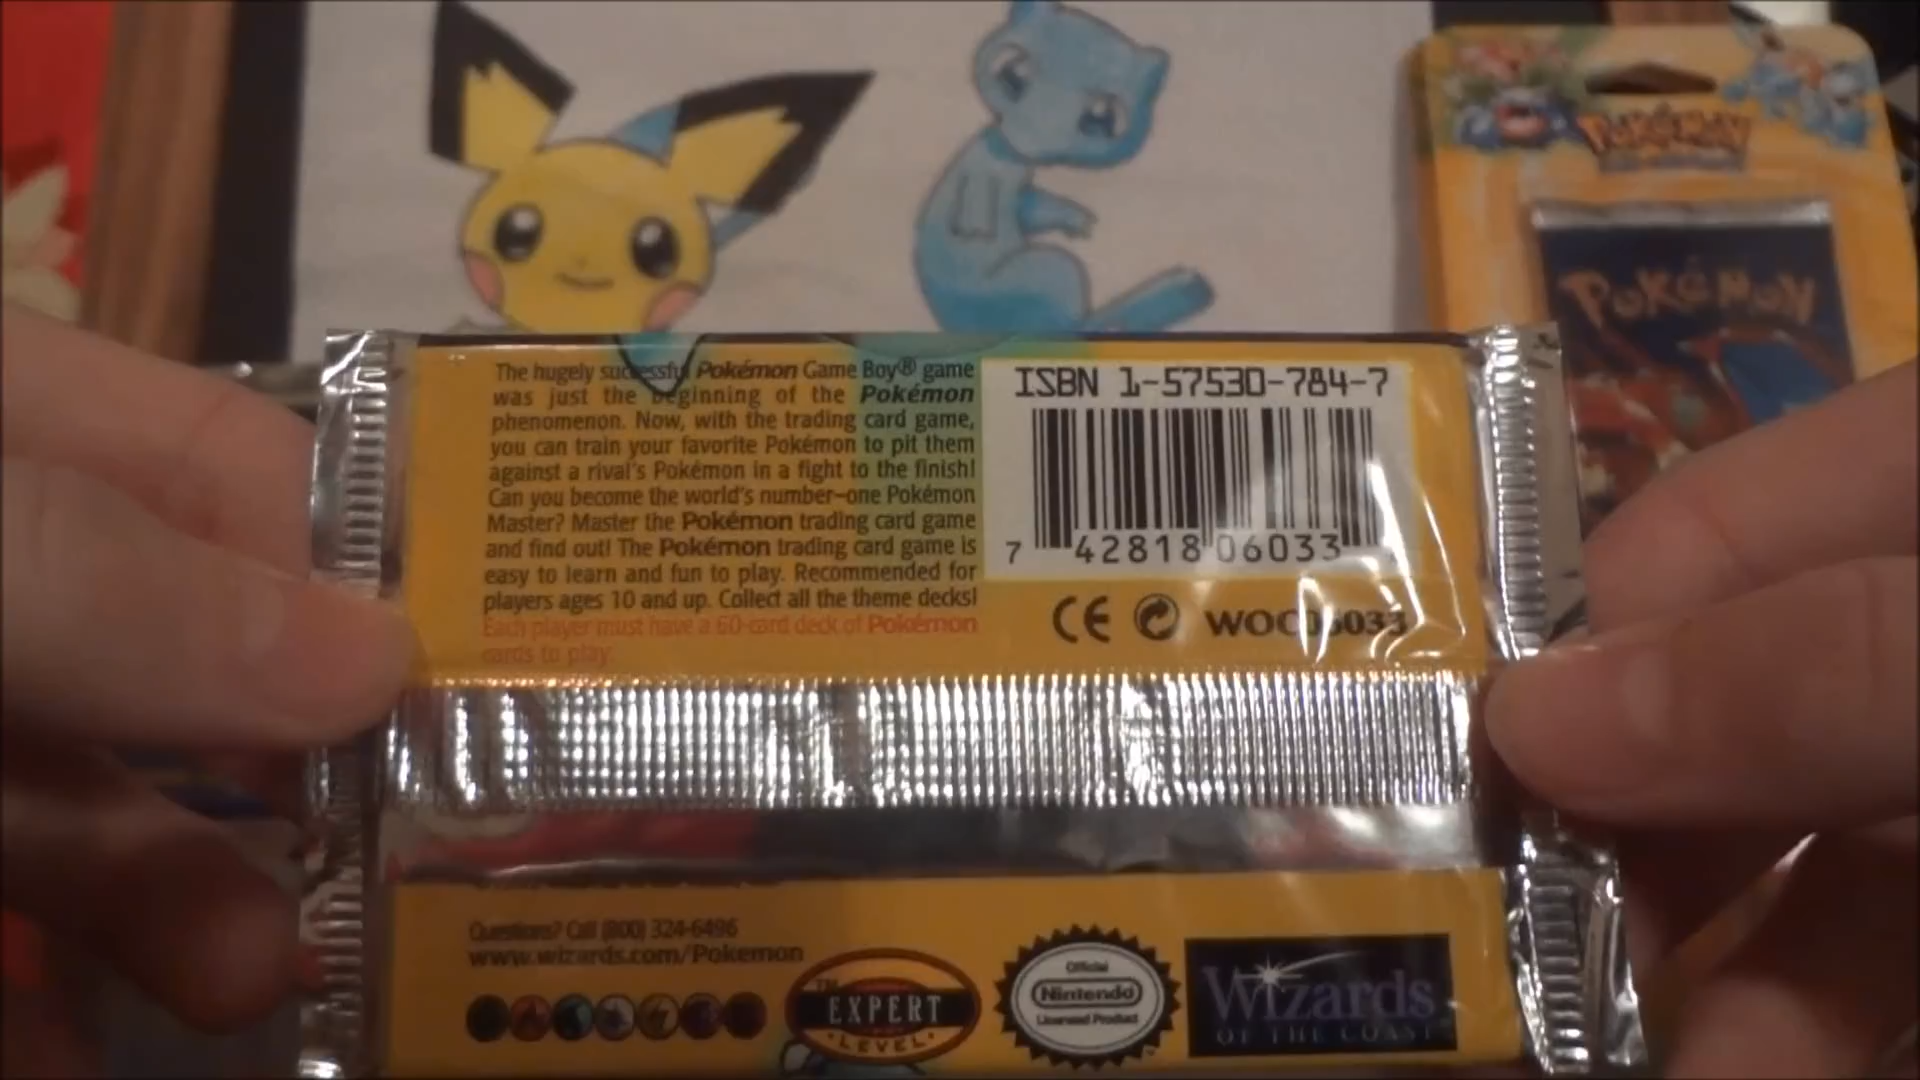 POKéMON
POKéMON
The hugely successful Pokémon Game Boy® game
was just the beginning of the Pokémon
phenomenon. Now, with the trading card game,
you can train your favorite Pokémon to pit them
against a rival's Pokémon in a fight to the finish!
Can you become the world's number-one Pokémon
Master? Master the Pokémon trading card game
and find out! The Pokémon trading card game is
easy to learn and fun to play. Recommended for
players ages 10 and up. Collect all the theme decks!
Each player must have a 60-card deck of Pokémon
cards to play
ISBN 1-57530-784-7
7 42818 06033
CE WOC06033
Questions? Call (800) 324-6496
www.wizards.com/Pokemon
TM
EXPERT
LEVEL
Official
Nintendo
Licensed Product
Wizards
OF THE COAST